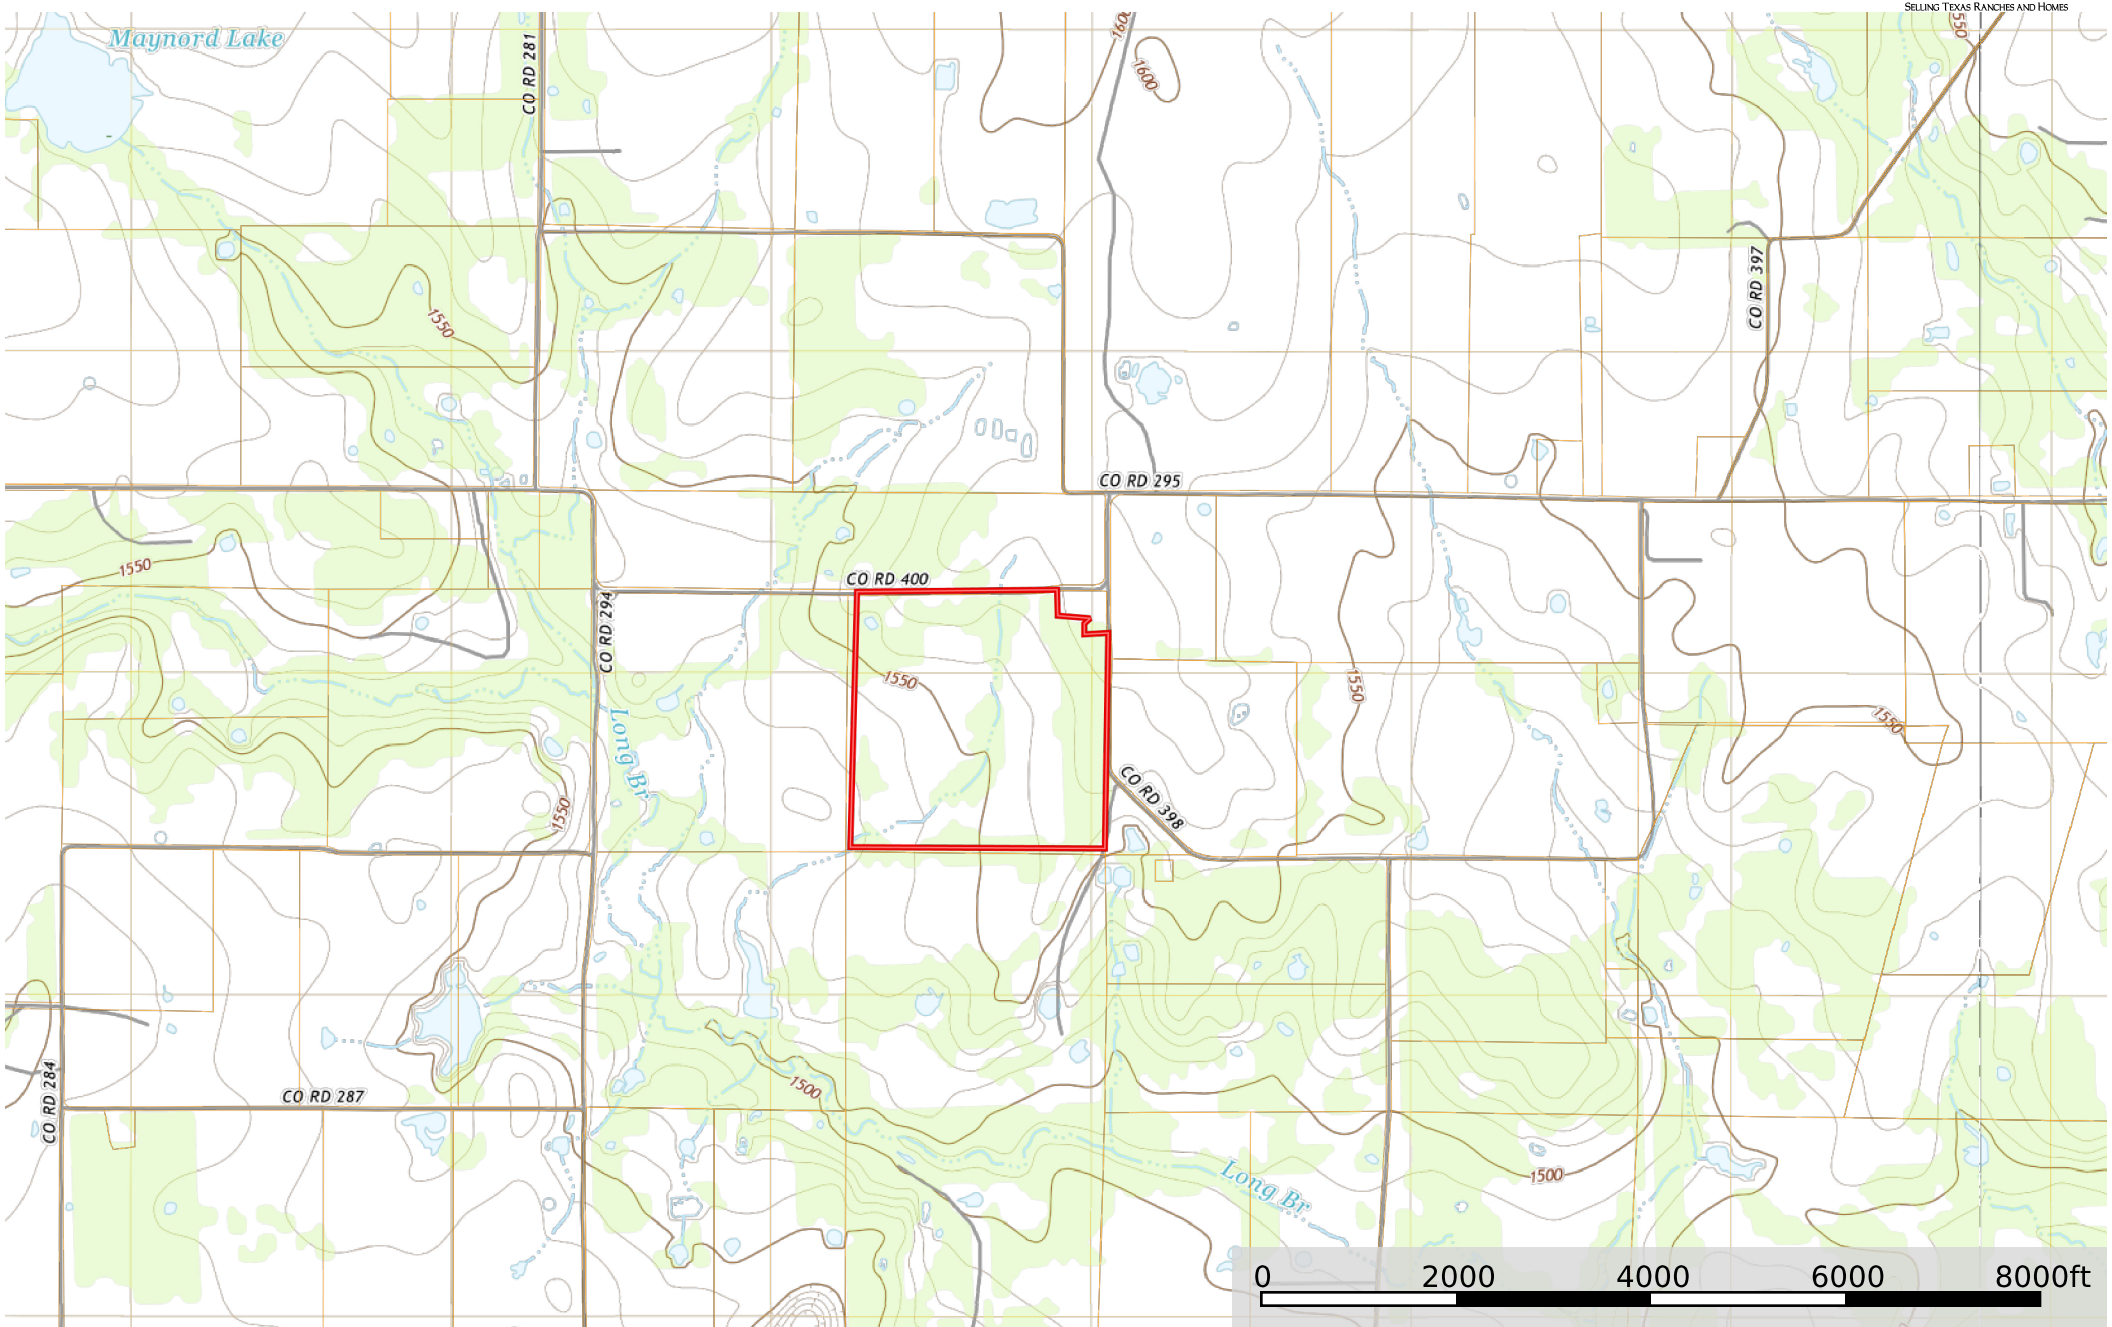 SELLING TEXAS RANCHES AND HOMES
Maynord Lake
CO RD 281
1600
1600
1550
CO RD 397
1550
CO RD 295
1550
CO RD 400
CO RD 294
1550
1550
1550
Long Br
CO RD 398
1550
1550
CO RD 284
CO RD 287
1500
Long Br
1500
0 2000 4000 6000 8000ft